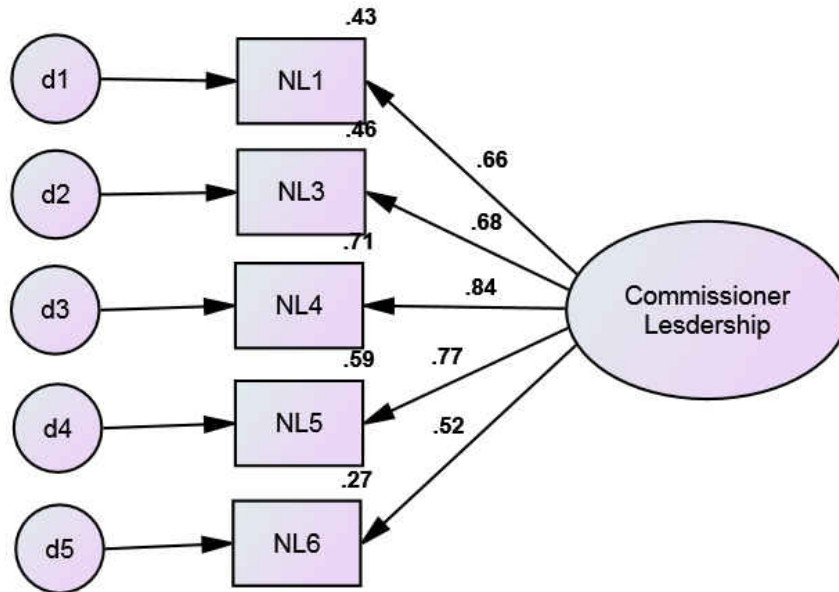 .43
d1
NL1
.66
.46
d2
NL3
.68
.71
d3
NL4
.84
Commissioner
Lesdership
.59
.77
d4
NL5
.52
.27
d5
NL6